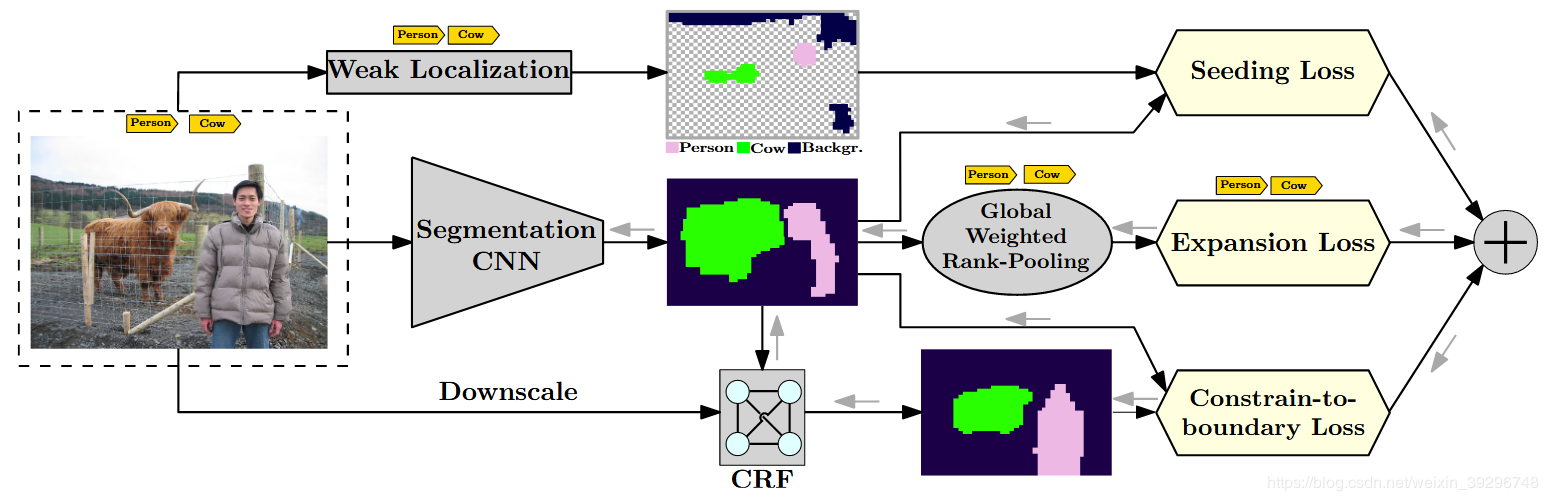 Person Cow
Weak Localization
Person Cow Backgr.
Seeding Loss
Person Cow
Segmentation
CNN
Person Cow
Global
Weighted
Rank-Pooling
Person Cow
Expansion Loss
Downscale
CRF
Constrain-to-
boundary Loss
https://blog.csdn.net/weixin_39296748